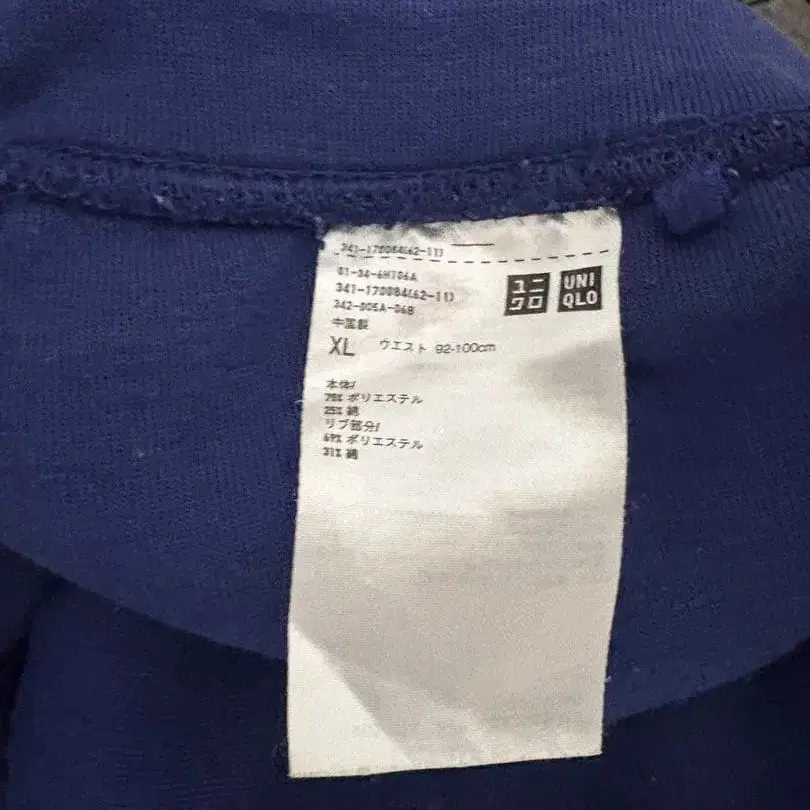 341-170084(62-11)
01-34-6H106A
341-170084(62-11)
342-005A-06B
中国製
ユニ
クロ
UNI
QLO
XL ウエスト 92-100cm
本体/
75% ポリエステル
25% 綿
リブ部分/
69% ポリエステル
31% 綿